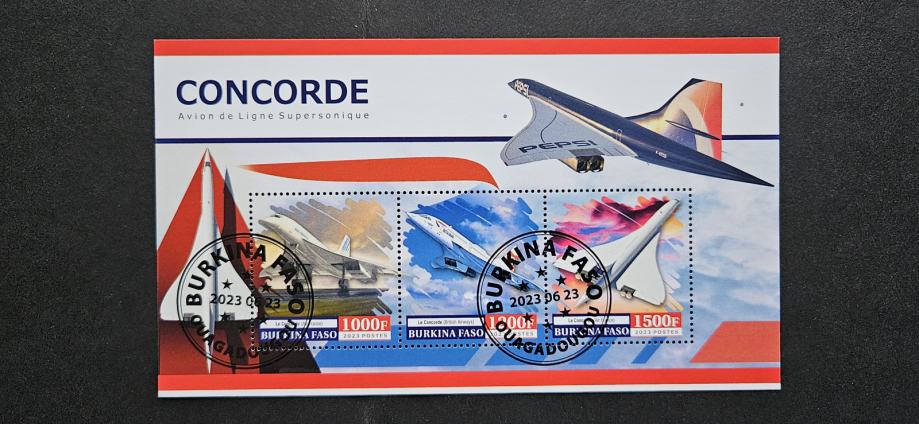 CONCORDE
Avion de Ligne Supersonique
PEPSI
PEPSI
BURKINA FASO
2023 06 23
OUAGADOUGOU
1000F
BURKINA FASO
2023 POSTES
Le Concorde (British Airways)
1200F
BURKINA FASO
BURKINA FASO
2023 06 23
OUAGADOUGOU
1500F
BURKINA FASO
2023 POSTES